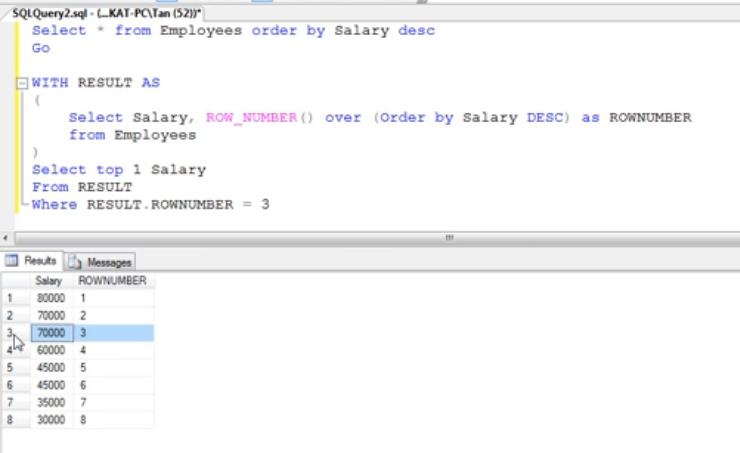 SQLQuery2.sql - (...KAT-PC\Tan (52))*
Select * from Employees order by Salary desc
Go
WITH RESULT AS
(
Select Salary, ROW_NUMBER() over (Order by Salary DESC) as ROWNUMBER
from Employees
)
Select top 1 Salary
From RESULT
Where RESULT.ROWNUMBER = 3
Results Messages
Salary ROWNUMBER
1 80000 1
2 70000 2
3 70000 3
4 60000 4
5 45000 5
6 45000 6
7 35000 7
8 30000 8